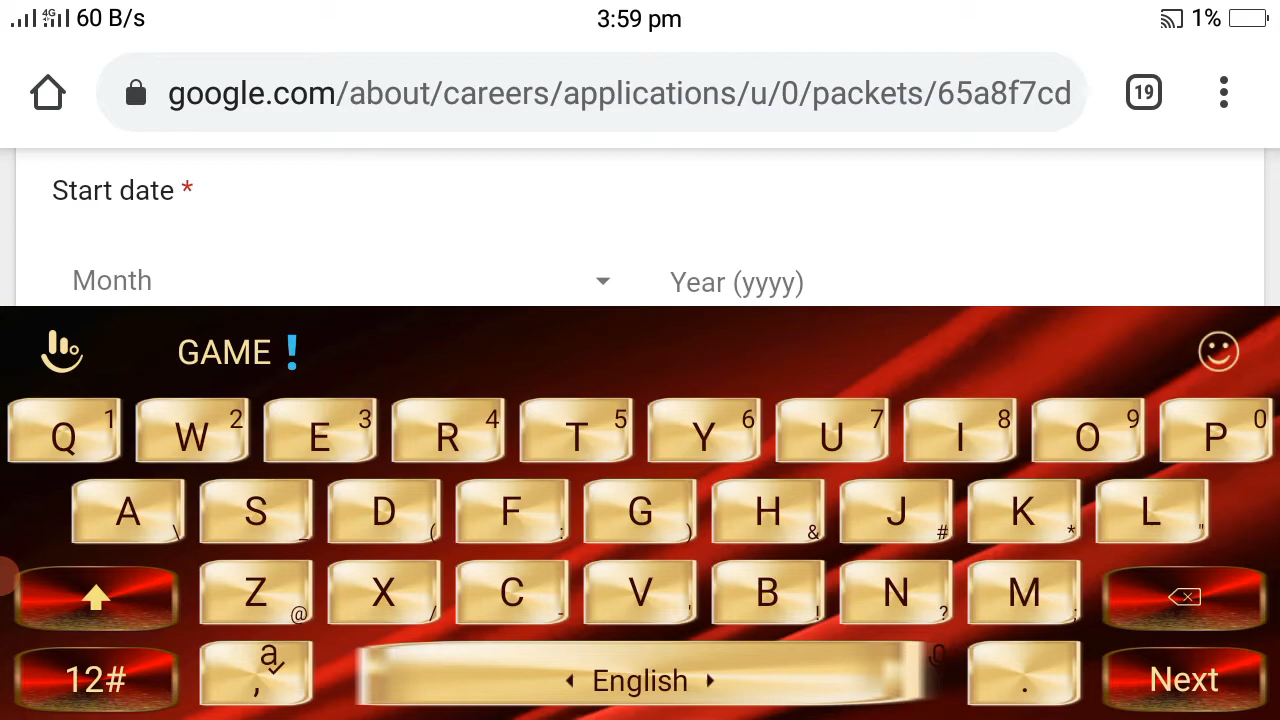 4G 60 B/s 3:59 pm 1%
google.com/about/careers/applications/u/0/packets/65a8f7cd 19
Start date *
Month Year (yyyy)
GAME❗
Q 1 W 2 E 3 R 4 T 5 Y 6 U 7 I 8 O 9 P 0
A \ S _ D ( F : G ) H & J # K * L "
Z @ X / C - V ' B ! N ? M ;
12# , a English . Next